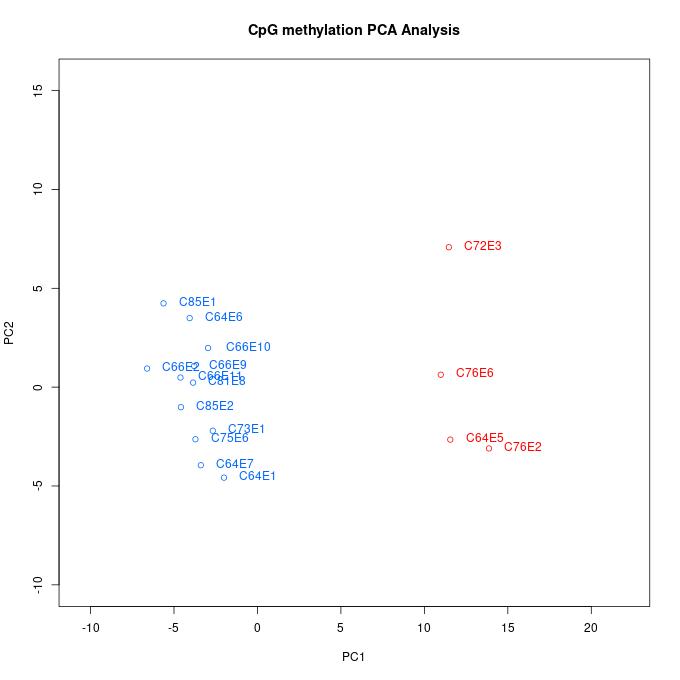 CpG methylation PCA Analysis
15
10
5
0
-5
-10
PC2
C72E3
C85E1
C64E6
C66E10
C66E9
C66E2
C76E6
C66E11
C81E8
C85E2
C73E1
C75E6
C64E5
C76E2
C64E7
C64E1
-10 -5 0 5 10 15 20
PC1